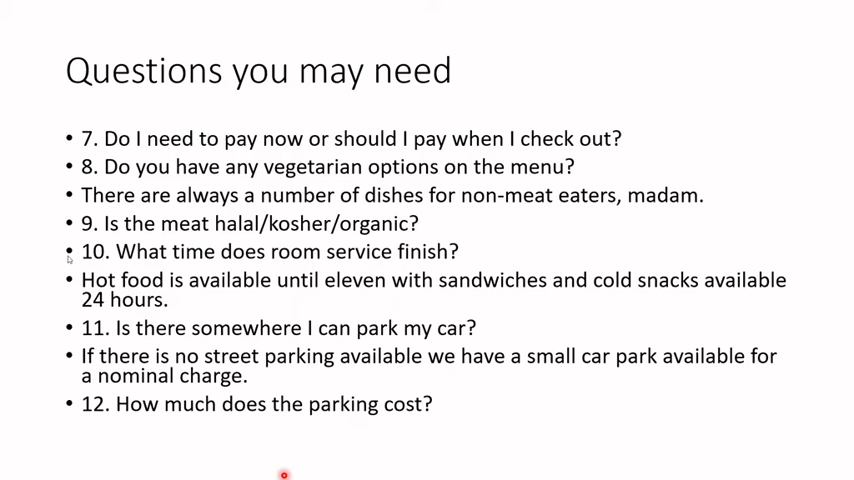 Questions you may need
• 7. Do I need to pay now or should I pay when I check out?
• 8. Do you have any vegetarian options on the menu?
• There are always a number of dishes for non-meat eaters, madam.
• 9. Is the meat halal/kosher/organic?
• 10. What time does room service finish?
• Hot food is available until eleven with sandwiches and cold snacks available
24 hours.
• 11. Is there somewhere I can park my car?
• If there is no street parking available we have a small car park available for
a nominal charge.
• 12. How much does the parking cost?